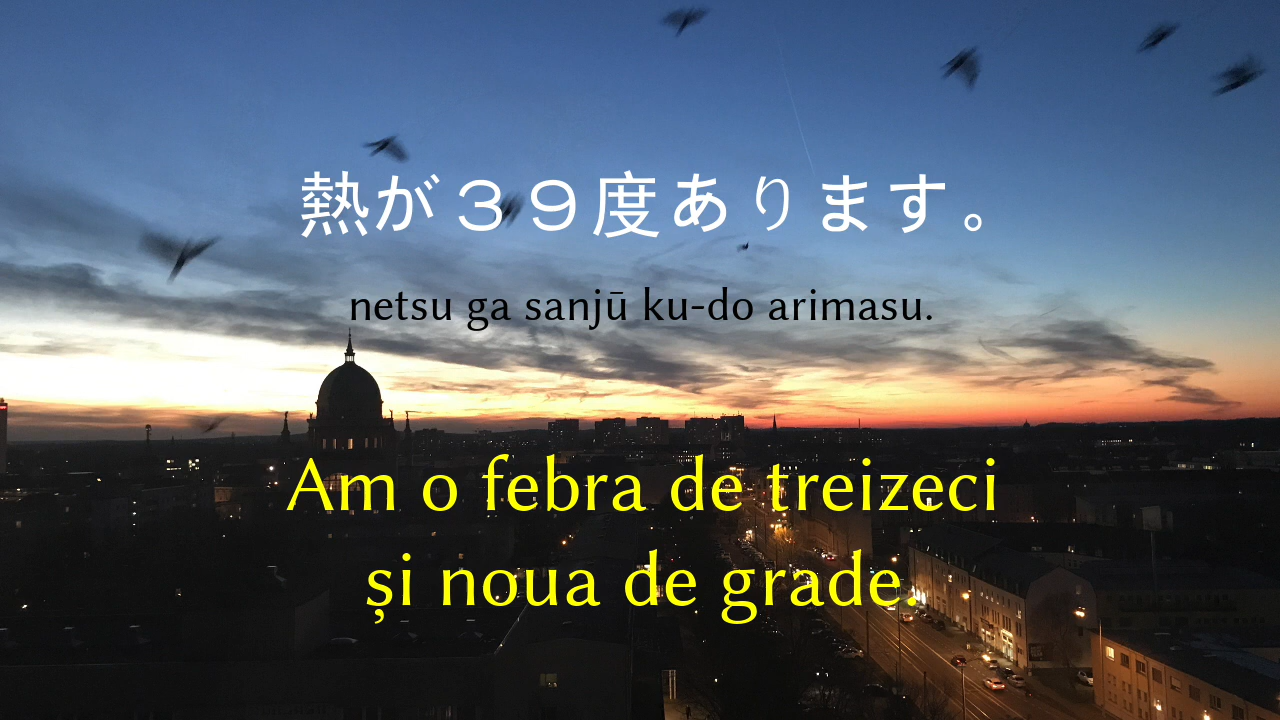 熱が３９度あります。
netsu ga sanjū ku-do arimasu.
Am o febra de treizeci
și noua de grade.